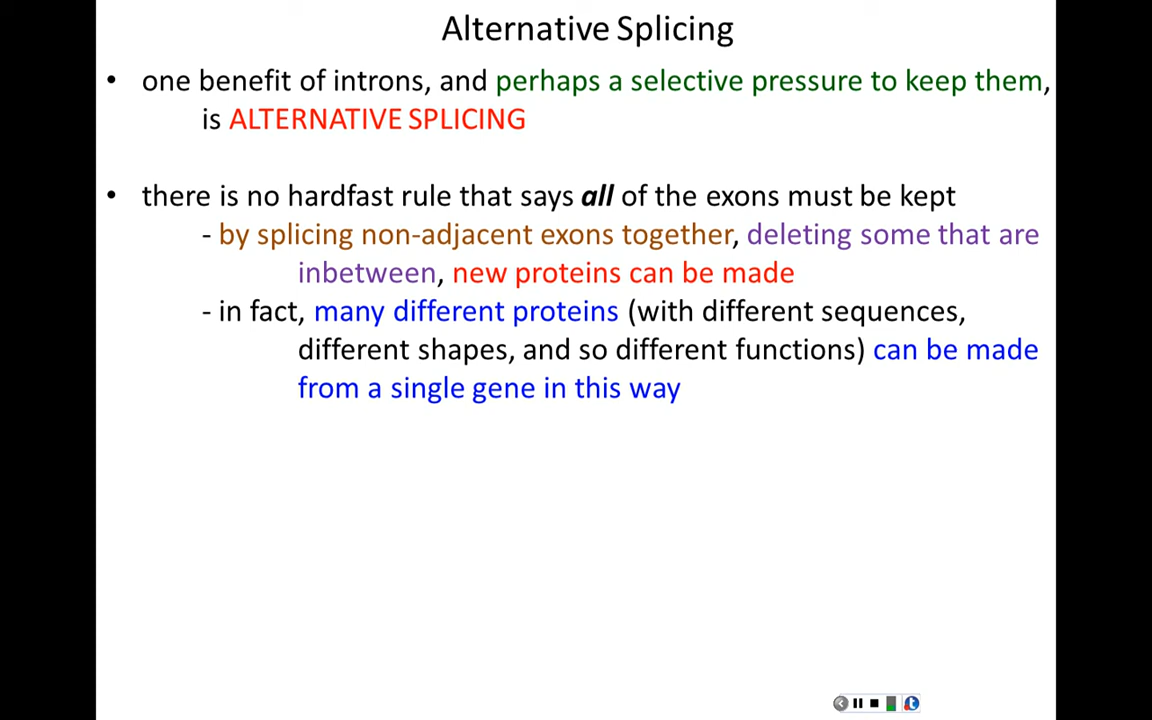 Alternative Splicing
• one benefit of introns, and perhaps a selective pressure to keep them,
is ALTERNATIVE SPLICING
• there is no hardfast rule that says all of the exons must be kept
- by splicing non-adjacent exons together, deleting some that are
inbetween, new proteins can be made
- in fact, many different proteins (with different sequences,
different shapes, and so different functions) can be made
from a single gene in this way